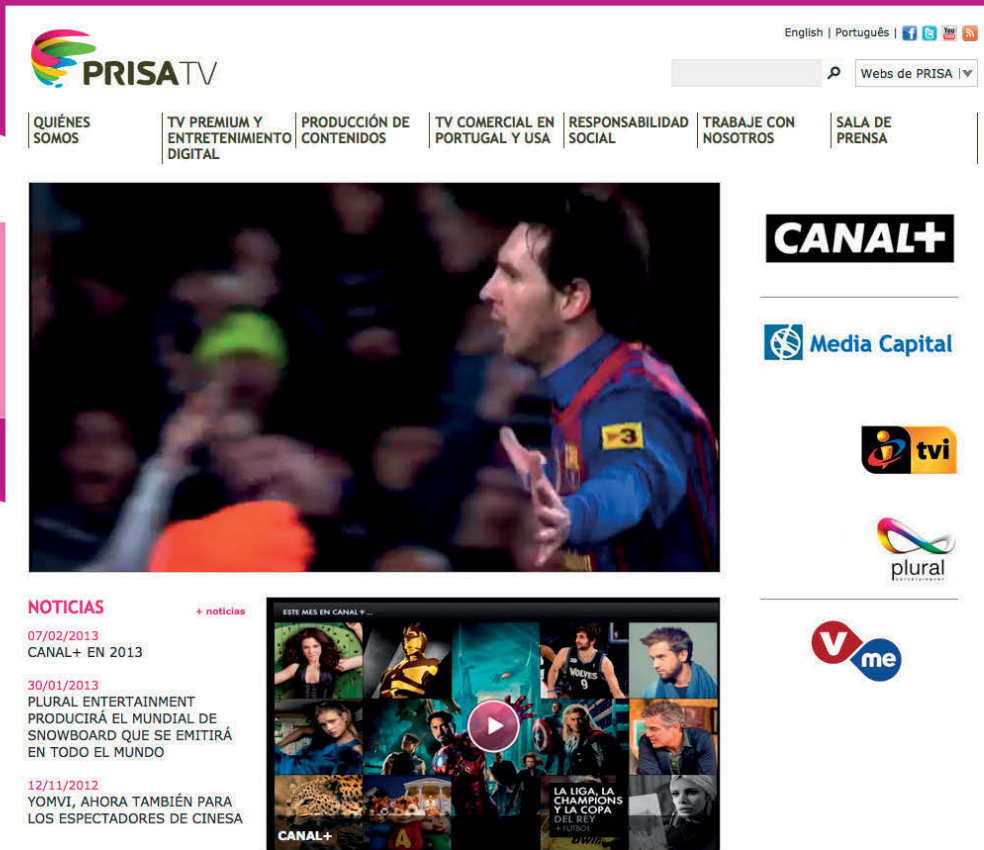 English | Português |
You
PRISATV
Webs de PRISA
QUIÉNES
SOMOS
TV PREMIUM Y
ENTRETENIMIENTO
DIGITAL
PRODUCCIÓN DE
CONTENIDOS
TV COMERCIAL EN
PORTUGAL Y USA
RESPONSABILIDAD
SOCIAL
TRABAJE CON
NOSOTROS
SALA DE
PRENSA
3
CANAL+
Media Capital
tvi
plural
ENTERTAINMENT
V me
NOTICIAS
+ noticias
07/02/2013
CANAL+ EN 2013
30/01/2013
PLURAL ENTERTAINMENT
PRODUCIRÁ EL MUNDIAL DE
SNOWBOARD QUE SE EMITIRÁ
EN TODO EL MUNDO
12/11/2012
YOMVI, AHORA TAMBIÉN PARA
LOS ESPECTADORES DE CINESA
ESTE MES EN CANAL+...
WOLVES
9
LA LIGA, LA
CHAMPIONS
Y LA COPA
DEL REY
+ FÚTBOL
A
CANAL+